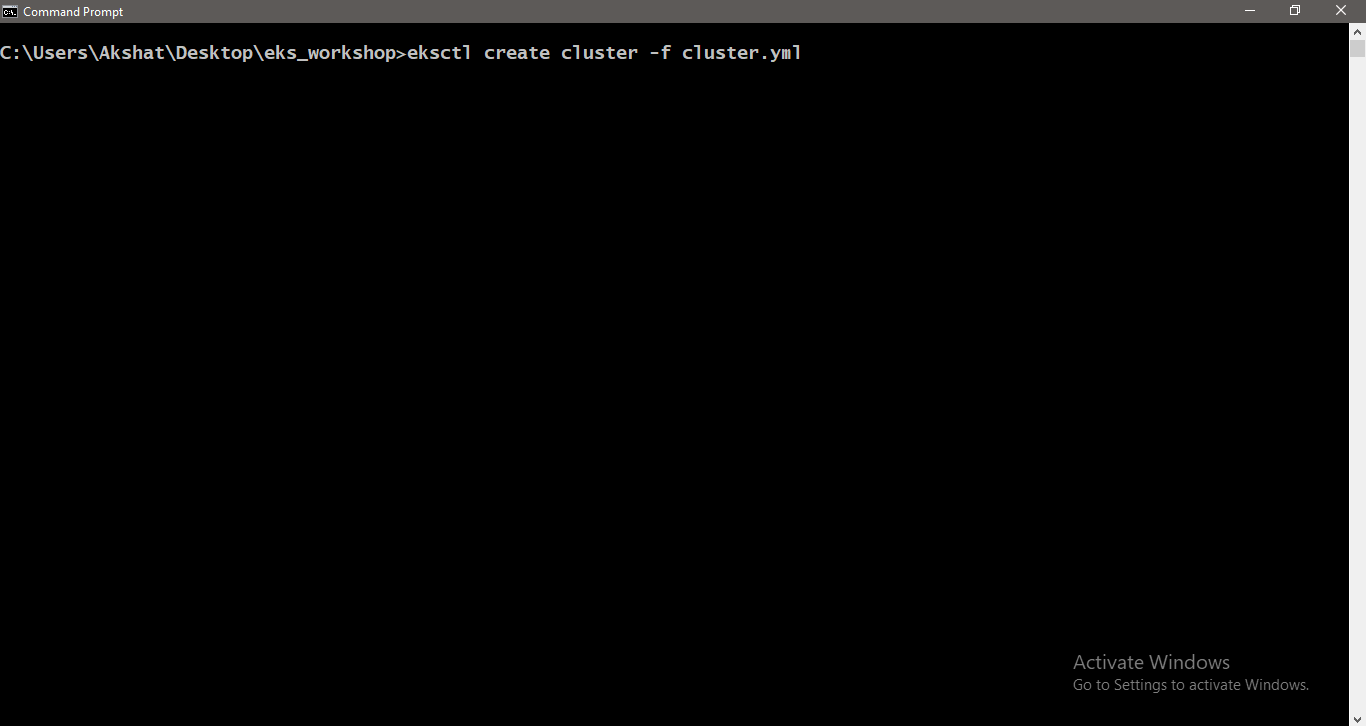 Command Prompt
C:\Users\Akshat\Desktop\eks_workshop>eksctl create cluster -f cluster.yml
Activate Windows
Go to Settings to activate Windows.